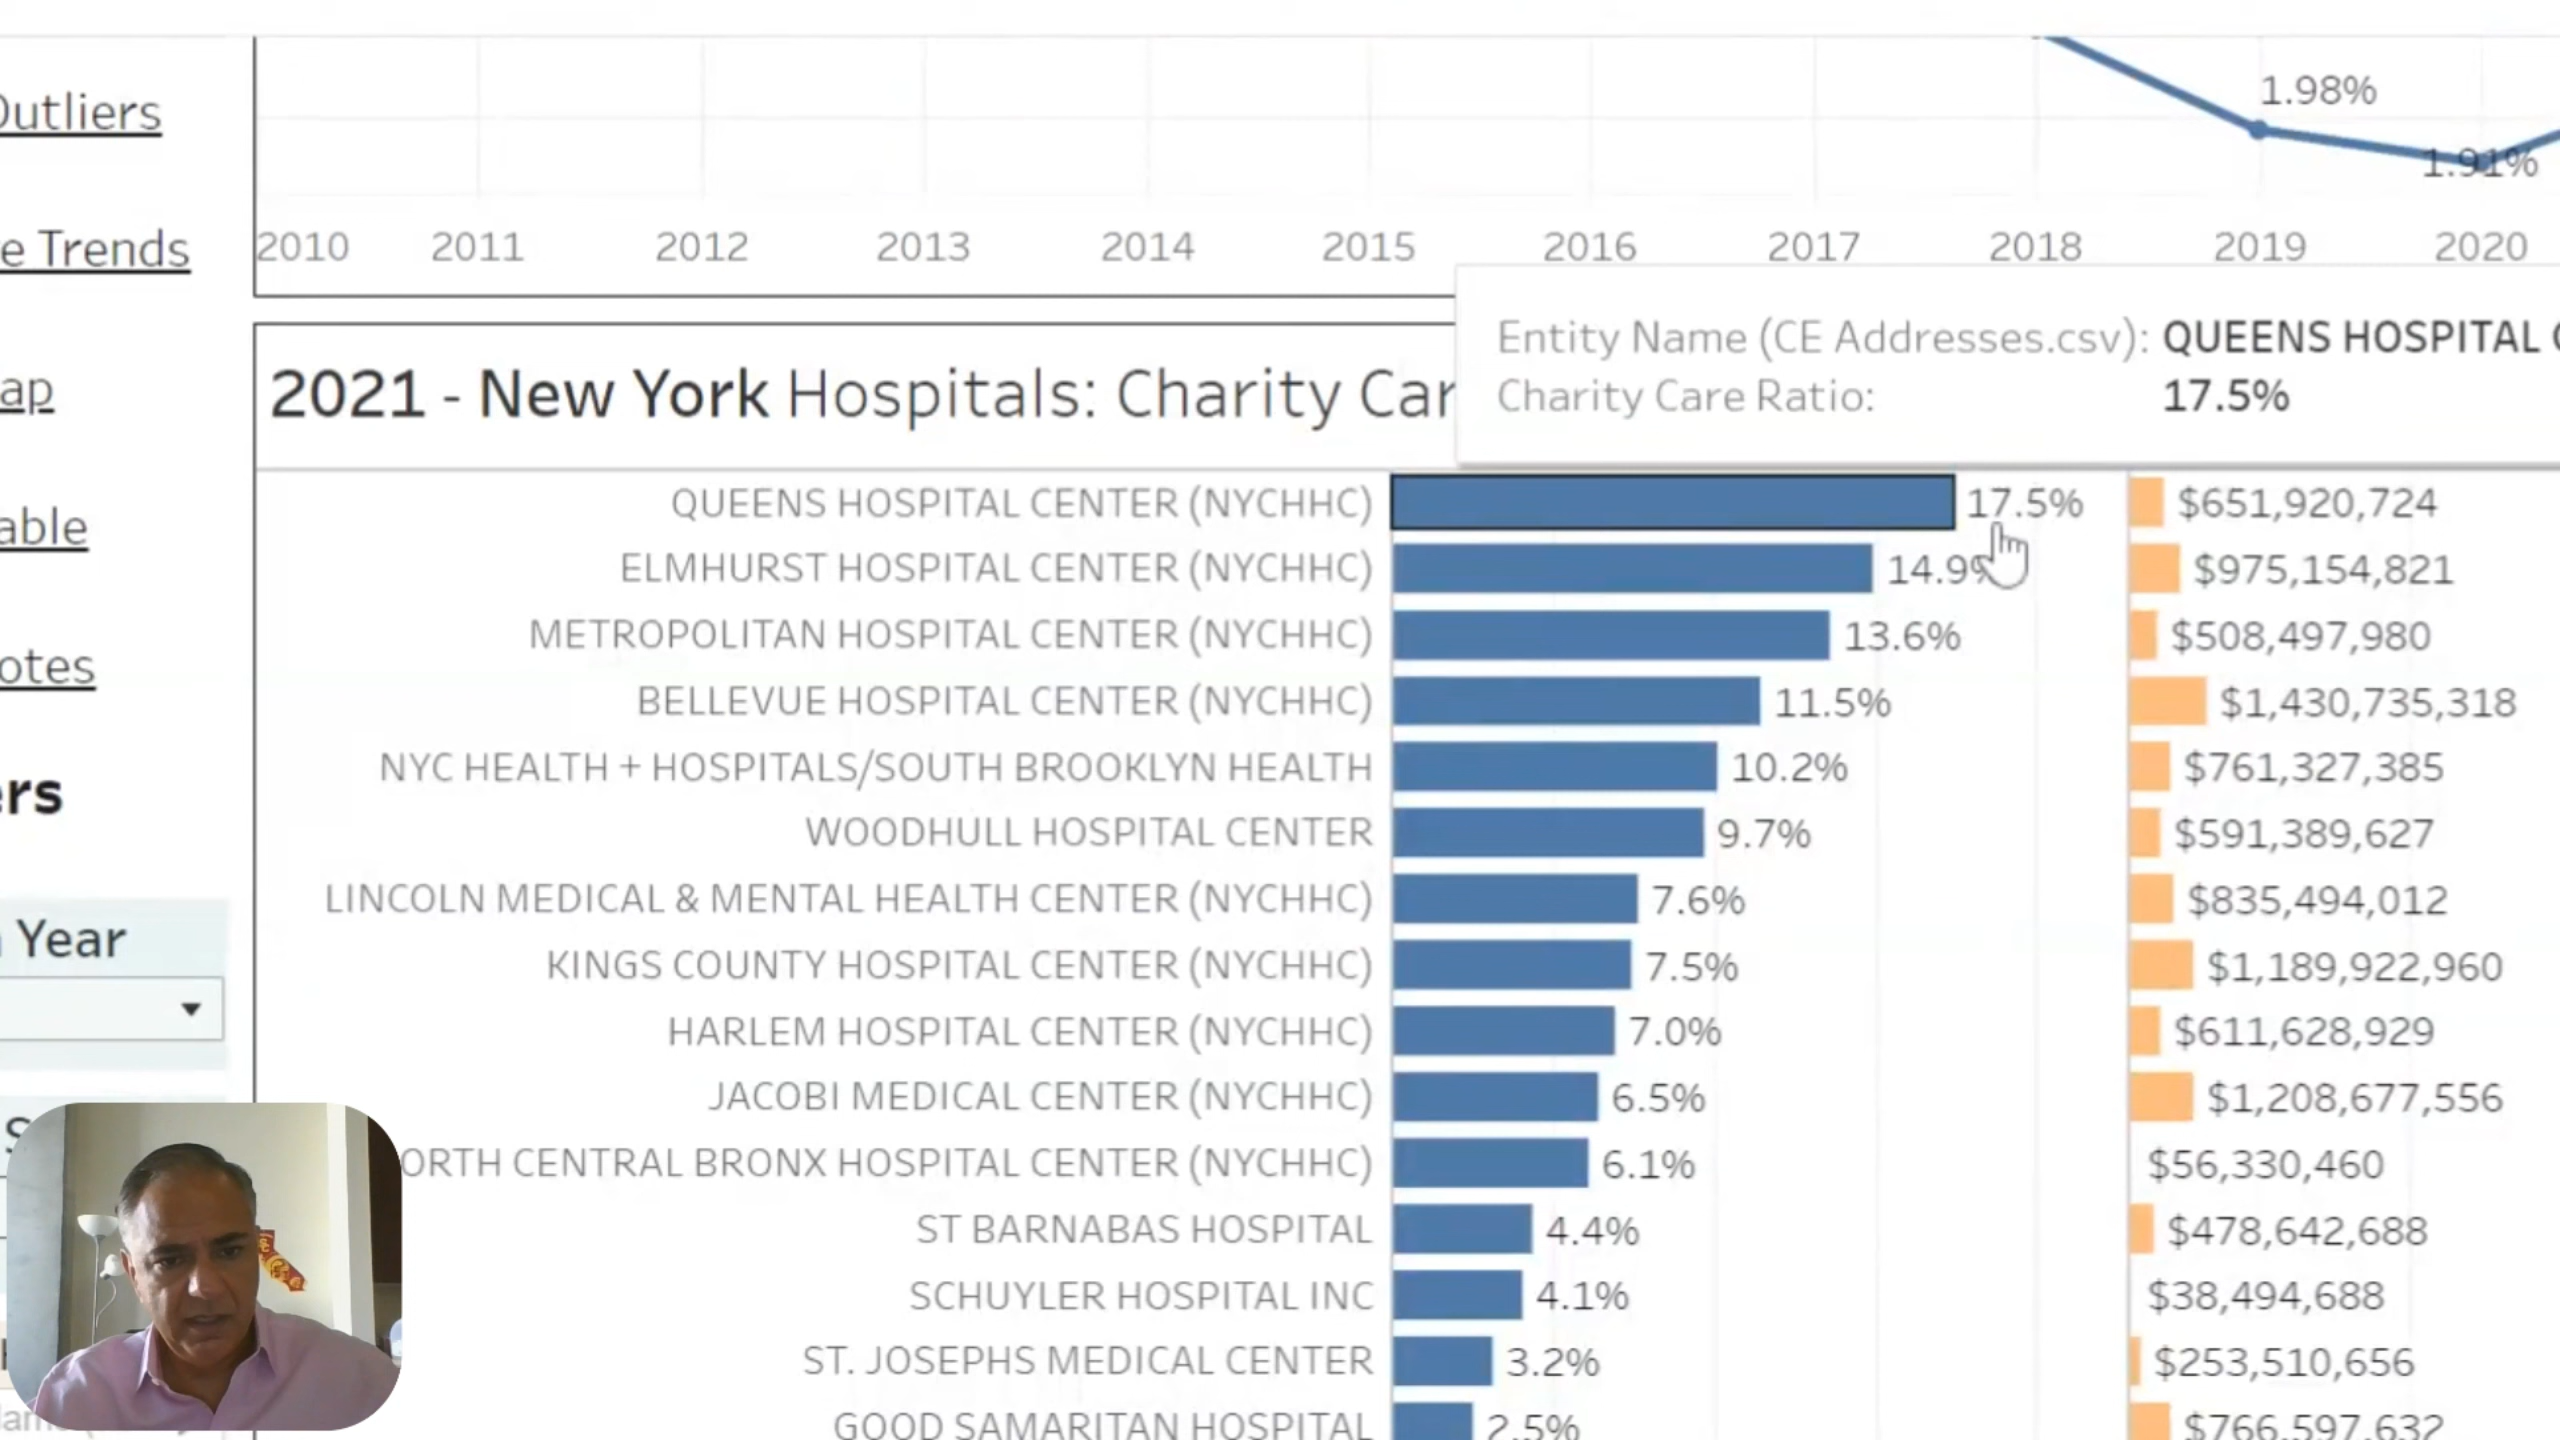 1.98%
1.91%
2010 2011 2012 2013 2014 2015 2016 2017 2018 2019 2020
Outliers
e Trends
ap
able
otes
ers
Year
Entity Name (CE Addresses.csv): QUEENS HOSPITAL
Charity Care Ratio: 17.5%
2021 - New York Hospitals: Charity Car
QUEENS HOSPITAL CENTER (NYCHHC) 17.5% $651,920,724
ELMHURST HOSPITAL CENTER (NYCHHC) 14.9% $975,154,821
METROPOLITAN HOSPITAL CENTER (NYCHHC) 13.6% $508,497,980
BELLEVUE HOSPITAL CENTER (NYCHHC) 11.5% $1,430,735,318
NYC HEALTH + HOSPITALS/SOUTH BROOKLYN HEALTH 10.2% $761,327,385
WOODHULL HOSPITAL CENTER 9.7% $591,389,627
LINCOLN MEDICAL & MENTAL HEALTH CENTER (NYCHHC) 7.6% $835,494,012
KINGS COUNTY HOSPITAL CENTER (NYCHHC) 7.5% $1,189,922,960
HARLEM HOSPITAL CENTER (NYCHHC) 7.0% $611,628,929
JACOBI MEDICAL CENTER (NYCHHC) 6.5% $1,208,677,556
ORTH CENTRAL BRONX HOSPITAL CENTER (NYCHHC) 6.1% $56,330,460
ST BARNABAS HOSPITAL 4.4% $478,642,688
SCHUYLER HOSPITAL INC 4.1% $38,494,688
ST. JOSEPHS MEDICAL CENTER 3.2% $253,510,656
GOOD SAMARITAN HOSPITAL 2.5% $766,597,632